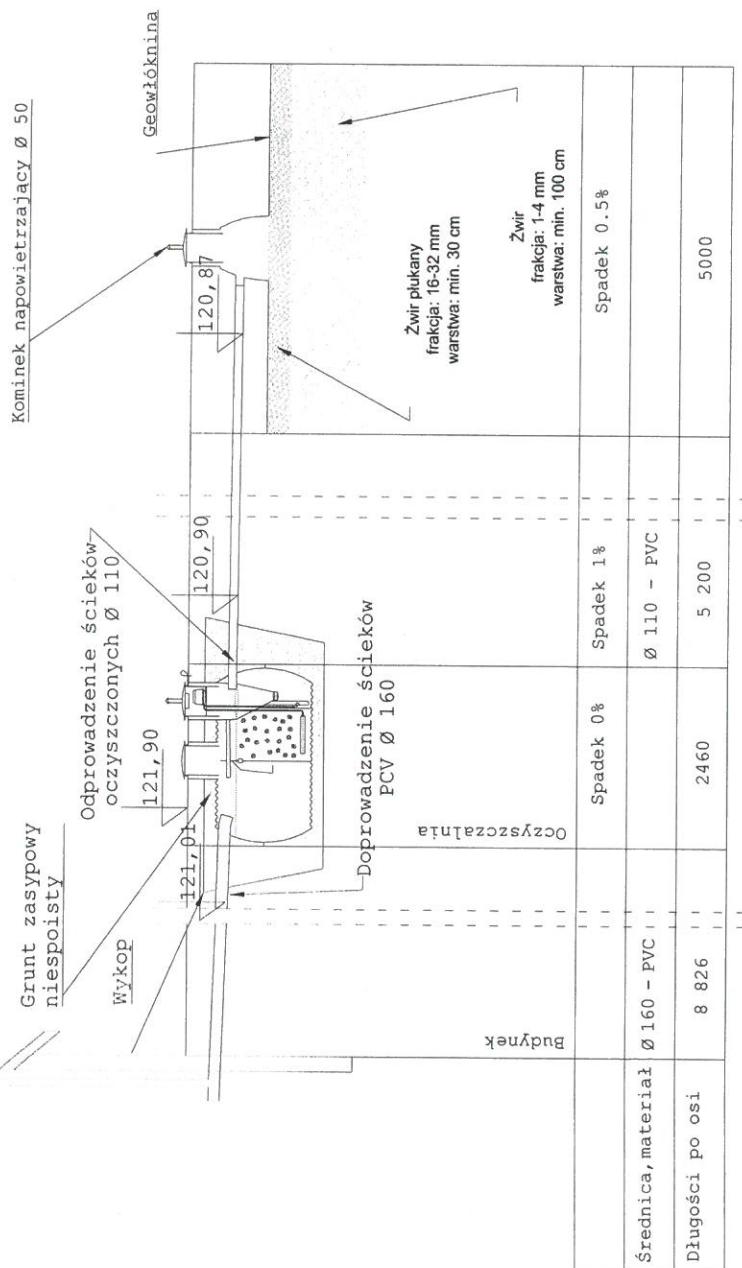 Kominek napowietrzający Ø 50
Geowłóknina
Grunt zasypowy
niespoisty
Wykop
Odprowadzenie ścieków
oczyszczonych Ø 110
121,90
121,01
120,90
120,87
Doprowadzenie ścieków
PCV Ø 160
Żwir płukany
frakcja: 16-32 mm
warstwa: min. 30 cm
Żwir
frakcja: 1-4 mm
warstwa: min. 100 cm
Budynek
Oczyszczalnia
Spadek 0%
Spadek 1%
Spadek 0.5%
Średnica, materiał
Ø 160 - PVC
Ø 110 - PVC
Długości po osi
8 826
2460
5 200
5000